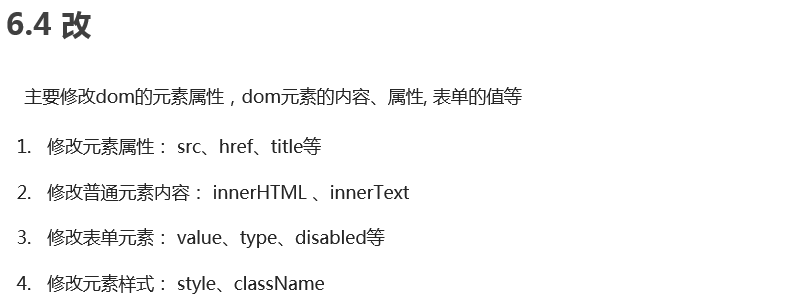 6.4 改
主要修改dom的元素属性，dom元素的内容、属性, 表单的值等
1. 修改元素属性： src、href、title等
2. 修改普通元素内容： innerHTML 、innerText
3. 修改表单元素： value、type、disabled等
4. 修改元素样式： style、className